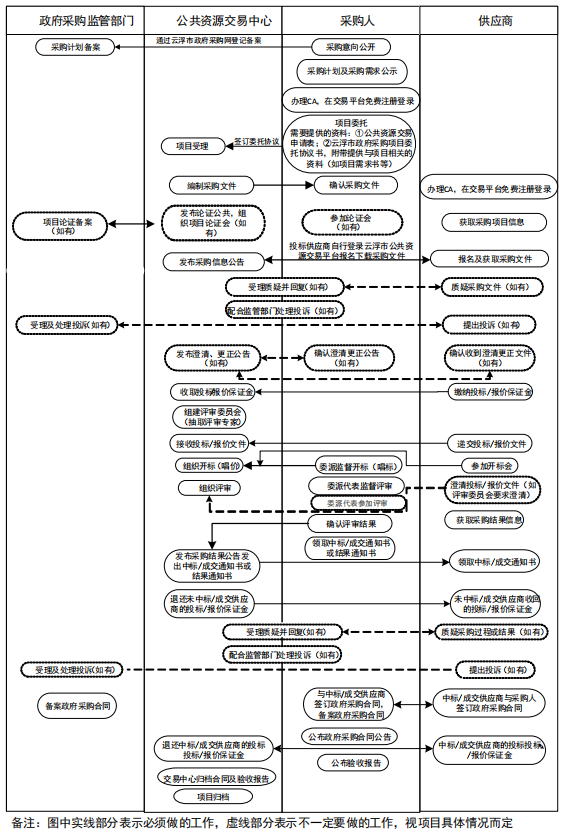 政府采购监管部门
公共资源交易中心
采购人
供应商
采购计划备案
通过云浮市政府采购网登记备案
采购意向公开
采购计划及采购需求公示
办理CA，在交易平台免费注册登录
项目受理
签订委托协议
项目委托
需要提供的资料：①公共资源交易
申请表；②云浮市政府采购项目委
托协议书，附带提供与项目相关的
资料（如项目需求书等）
编制采购文件
确认采购文件
办理CA，在交易平台免费注册登录
项目论证备案
（如有）
发布论证公共，组
织项目论证会（如
有）
参加论证会
（如有）
获取采购项目信息
发布采购信息公告
投标供应商自行登录云浮市公共资
源交易平台报名下载采购文件
报名及获取采购文件
受理质疑并回复(如有)
质疑采购文件（如有）
配合监管部门处理投诉（如有）
受理及处理投诉(如有)
提出投诉（如有）
发布澄清、更正公告
（如有）
确认澄清更正公告
（如有）
确认收到澄清更正文件
（如有）
收取投标/报价保证金
缴纳投标/报价保证金
组建评审委员会
（抽取评审专家）
接收投标/报价文件
递交投标/报价文件
组织开标（唱价）
委派监督开标（唱标）
参加开标会
组织评审
委派代表监督评审
委派代表参加评审
澄清投标/报价文件（如
评审委员会要求澄清）
确认评审结果
获取采购结果信息
发布采购结果公告发
出中标/成交通知书或
结果通知书
领取中标/成交通知书
或结果通知书
领取中标/成交通知书
退还未中标/成交供应
商的投标/报价保证金
未中标/成交供应商收回
的投标/报价保证金
受理质疑并回复(如有)
质疑采购过程或结果（如有）
配合监管部门处理投诉（如有）
受理及处理投诉(如有)
提出投诉（如有）
备案政府采购合同
与中标/成交供应商
签订政府采购合同，
备案政府采购合同
中标/成交供应商与采购人
签订政府采购合同
公布政府采购合同公告
退还中标/成交供应商的投标
投标/报价保证金
中标/成交供应商的投标投标
/报价保证金
公布验收报告
交易中心归档合同及验收报告
项目归档
备注：图中实线部分表示必须做的工作，虚线部分表示不一定要做的工作，视项目具体情况而定